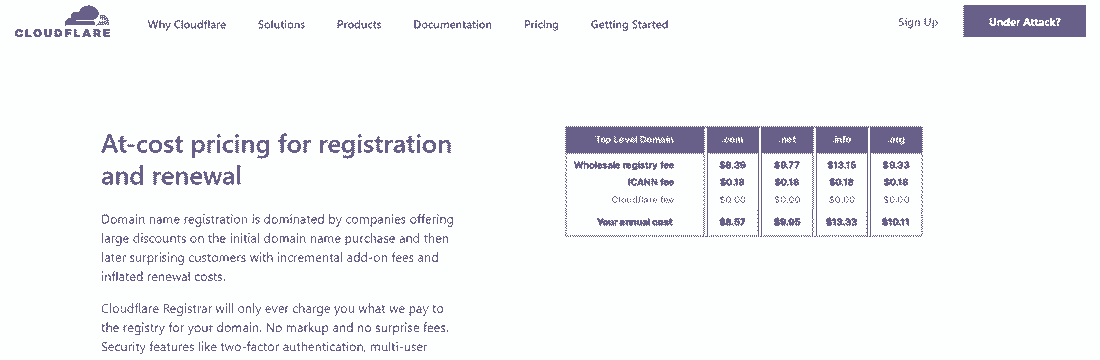 CLOUDFLARE
Why Cloudflare Solutions Products Documentation Pricing Getting Started Sign Up Under Attack?
At-cost pricing for registration
and renewal
Domain name registration is dominated by companies offering
large discounts on the initial domain name purchase and then
later surprising customers with incremental add-on fees and
inflated renewal costs.
Cloudflare Registrar will only ever charge you what we pay to
the registry for your domain. No markup and no surprise fees.
Security features like two-factor authentication, multi-user
Top Level Domain .com .net .info .org
Wholesale registry fee $8.39 $9.77 $13.15 $9.93
ICANN fee $0.18 $0.18 $0.18 $0.18
Cloudflare fee $0.00 $0.00 $0.00 $0.00
Your annual cost $8.57 $9.95 $13.33 $10.11